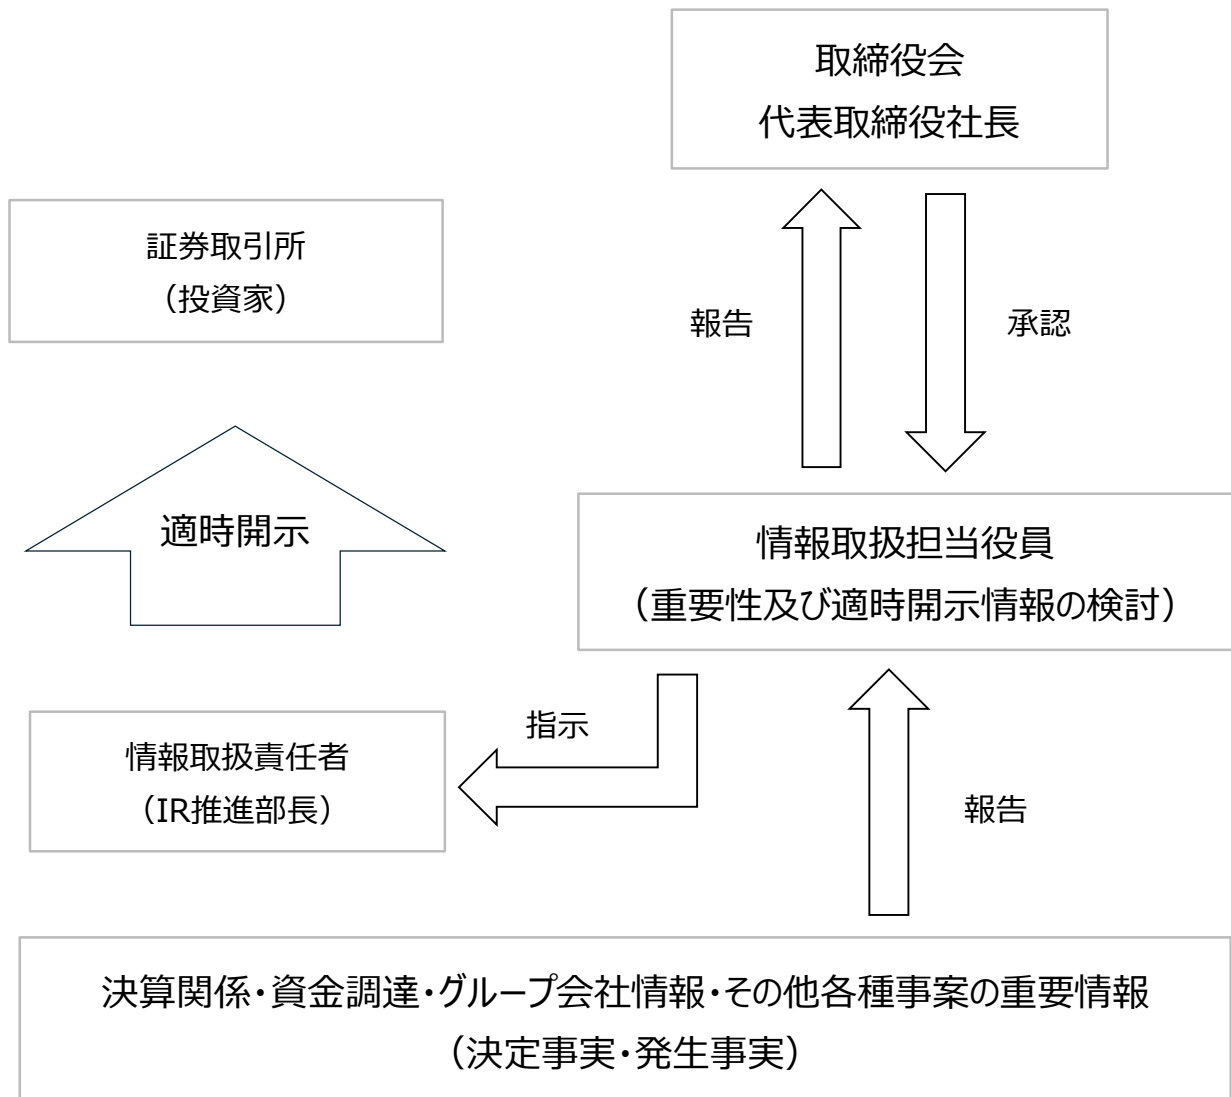 取締役会
代表取締役社長
証券取引所
（投資家）
報告
承認
適時開示
情報取扱担当役員
（重要性及び適時開示情報の検討）
指示
情報取扱責任者
（IR推進部長）
報告
決算関係・資金調達・グループ会社情報・その他各種事案の重要情報
（決定事実・発生事実）